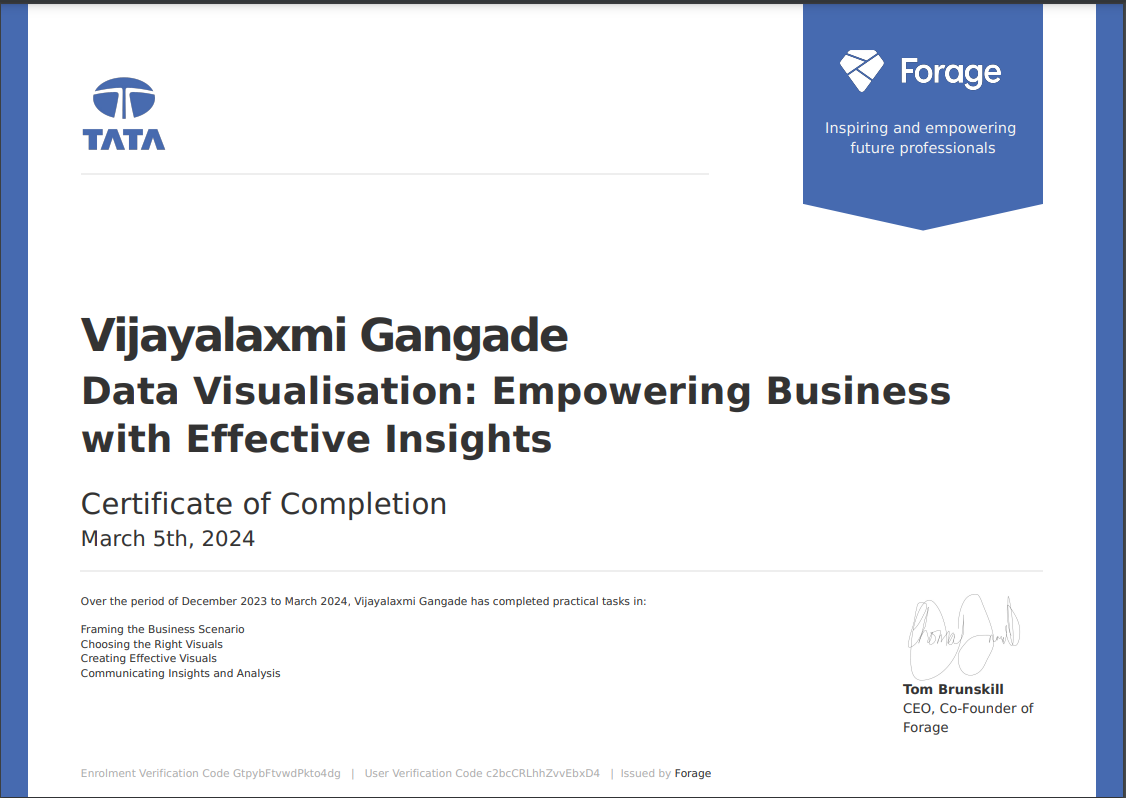 TATA
Forage
Inspiring and empowering
future professionals
Vijayalaxmi Gangade
Data Visualisation: Empowering Business
with Effective Insights
Certificate of Completion
March 5th, 2024
Over the period of December 2023 to March 2024, Vijayalaxmi Gangade has completed practical tasks in:
Framing the Business Scenario
Choosing the Right Visuals
Creating Effective Visuals
Communicating Insights and Analysis
Tom Brunskill
CEO, Co-Founder of
Forage
Enrolment Verification Code GtpybFtvwdPkto4dg | User Verification Code c2bcCRLhhZvvEbxD4 | Issued by Forage